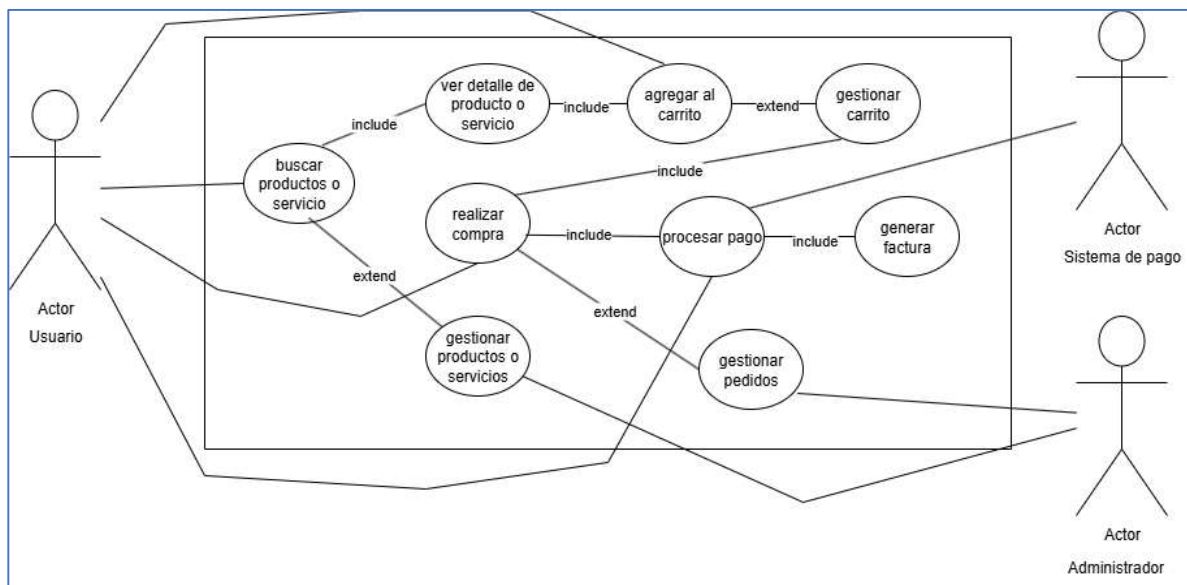 ver detalle de
producto o
servicio
include
agregar al
carrito
extend
gestionar
carrito
include
buscar
productos o
servicio
include
realizar
compra
include
procesar pago
include
generar
factura
Actor
Sistema de pago
extend
Actor
Usuario
extend
gestionar
productos o
servicios
gestionar
pedidos
Actor
Administrador